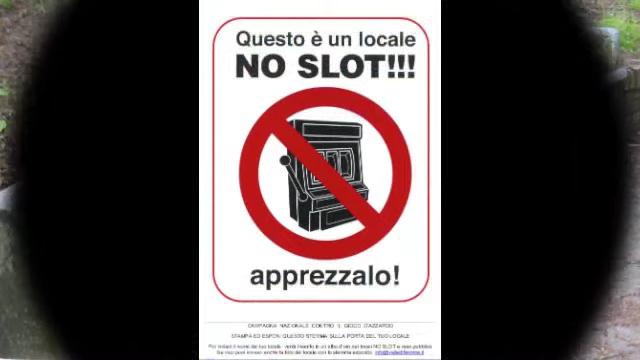 Questo è un locale
NO SLOT!!!
apprezzalo!
CAMPAGNA NAZIONALE CONTRO IL GIOCO D'AZZARDO
STAMPA ED ESPONI QUESTO STEMMA SULLA PORTA DEL TUO LOCALE